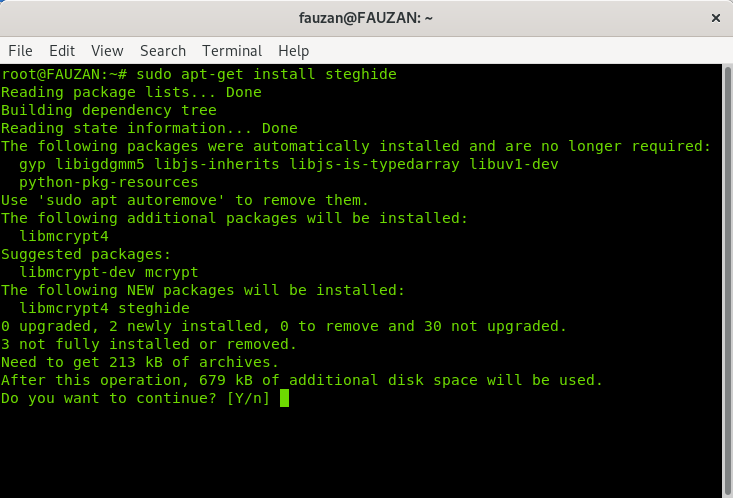 fauzan@FAUZAN: ~
File Edit View Search Terminal Help
root@FAUZAN:~# sudo apt-get install steghide
Reading package lists... Done
Building dependency tree
Reading state information... Done
The following packages were automatically installed and are no longer required:
  gyp libigdgmm5 libjs-inherits libjs-is-typedarray libuv1-dev
  python-pkg-resources
Use 'sudo apt autoremove' to remove them.
The following additional packages will be installed:
  libmcrypt4
Suggested packages:
  libmcrypt-dev mcrypt
The following NEW packages will be installed:
  libmcrypt4 steghide
0 upgraded, 2 newly installed, 0 to remove and 30 not upgraded.
3 not fully installed or removed.
Need to get 213 kB of archives.
After this operation, 679 kB of additional disk space will be used.
Do you want to continue? [Y/n]